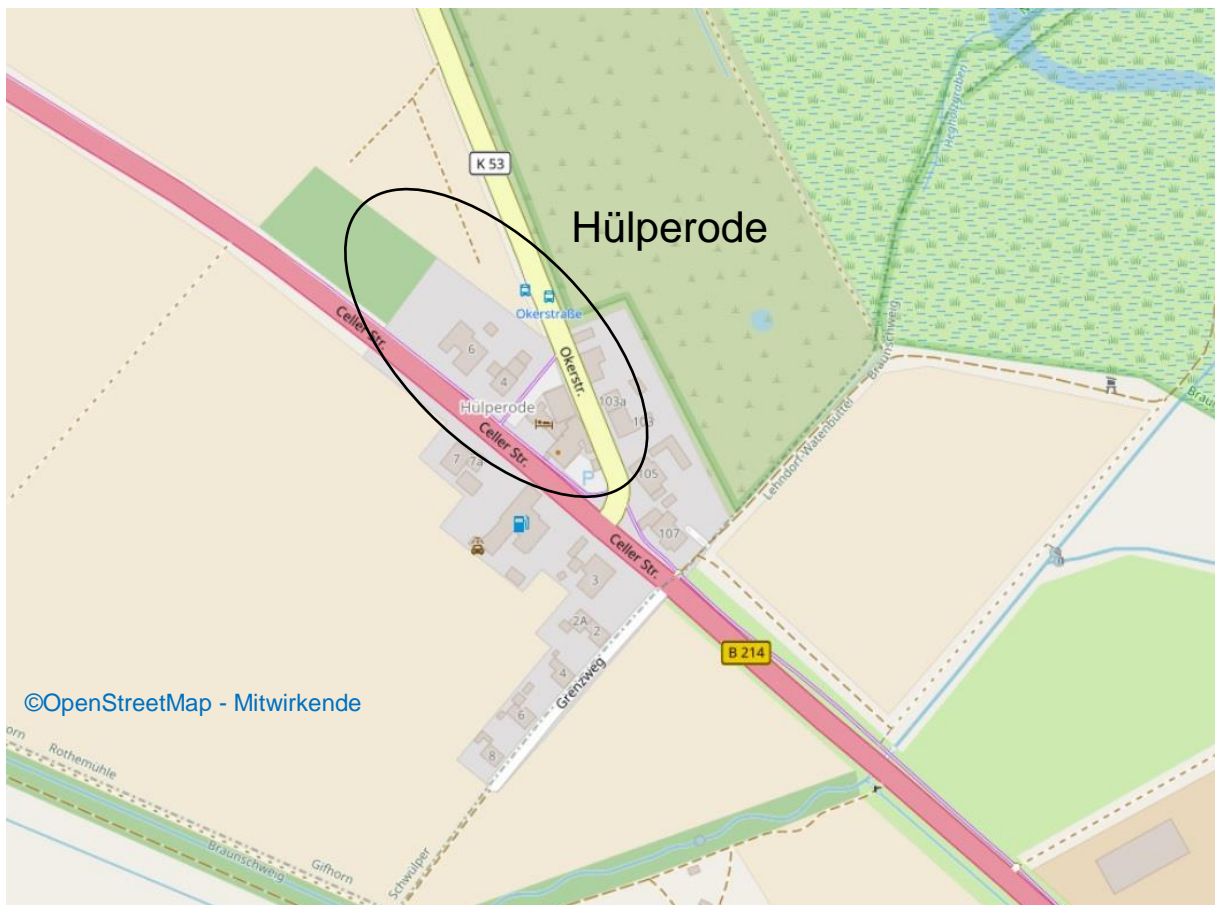 Hegholzgraben
K 53
Hülperode
Okerstraße
Celler Str.
Okerstr.
Braunschweig
6
4
103a
103
Hülperode
Lehndorf-Watenbüttel
Celler Str.
7
7a
P
105
107
Celler Str.
3
2A
2
B 214
4
Grenzweg
©OpenStreetMap - Mitwirkende
6
8
Rothemühle
Braunschweig
Gifhorn
Schwülper